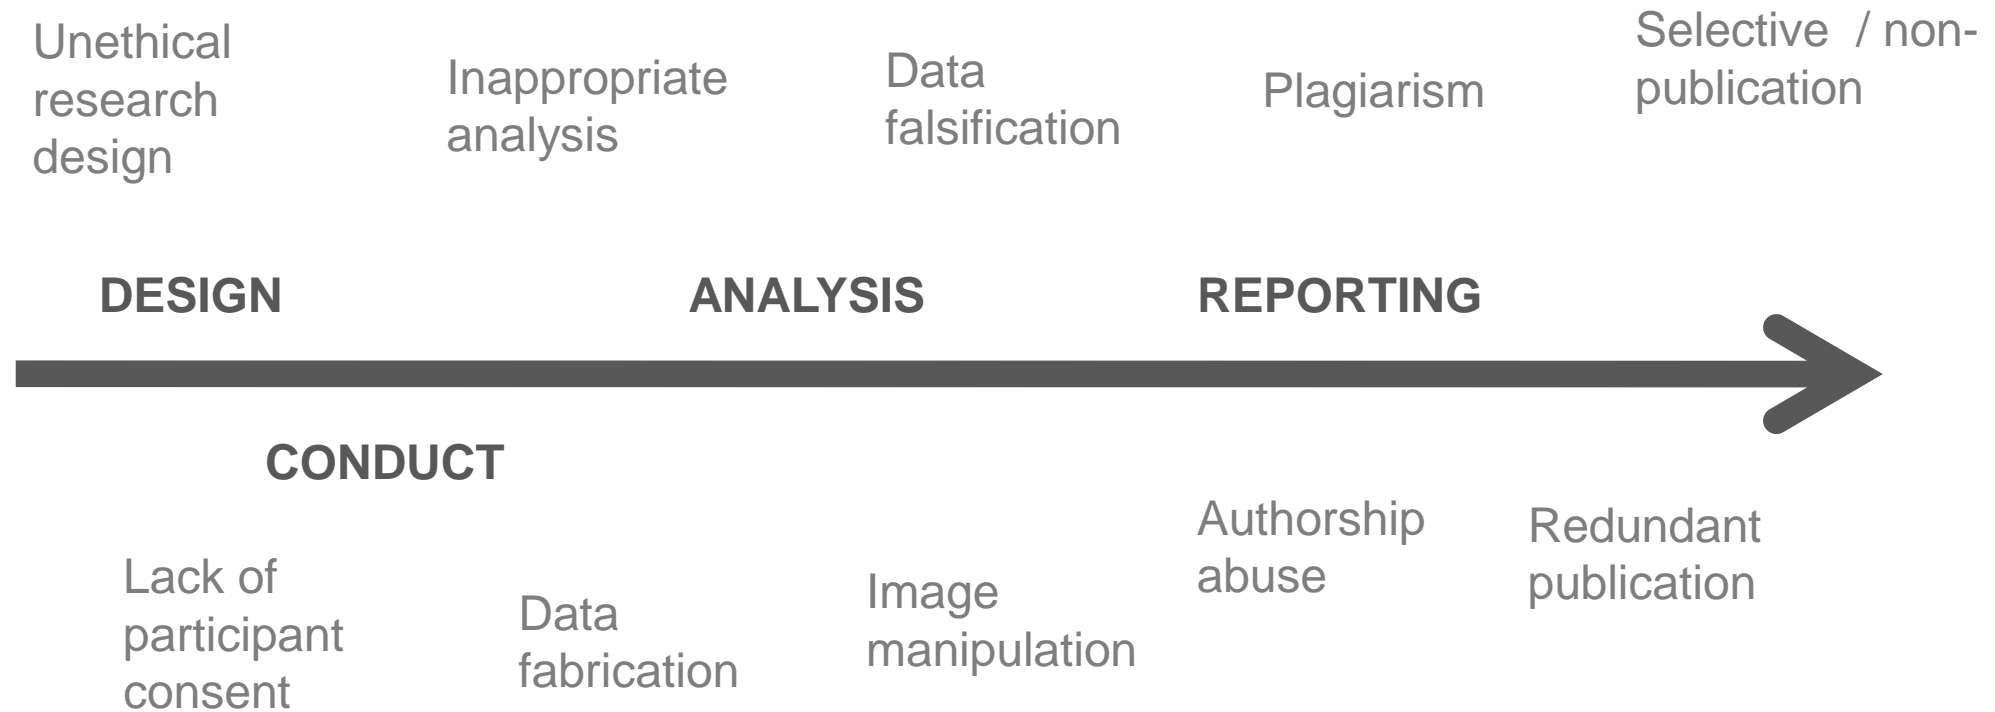 Unethical
research
design
Inappropriate
analysis
Data
falsification
Plagiarism
Selective / non-
publication
DESIGN
ANALYSIS
REPORTING
CONDUCT
Lack of
participant
consent
Data
fabrication
Image
manipulation
Authorship
abuse
Redundant
publication